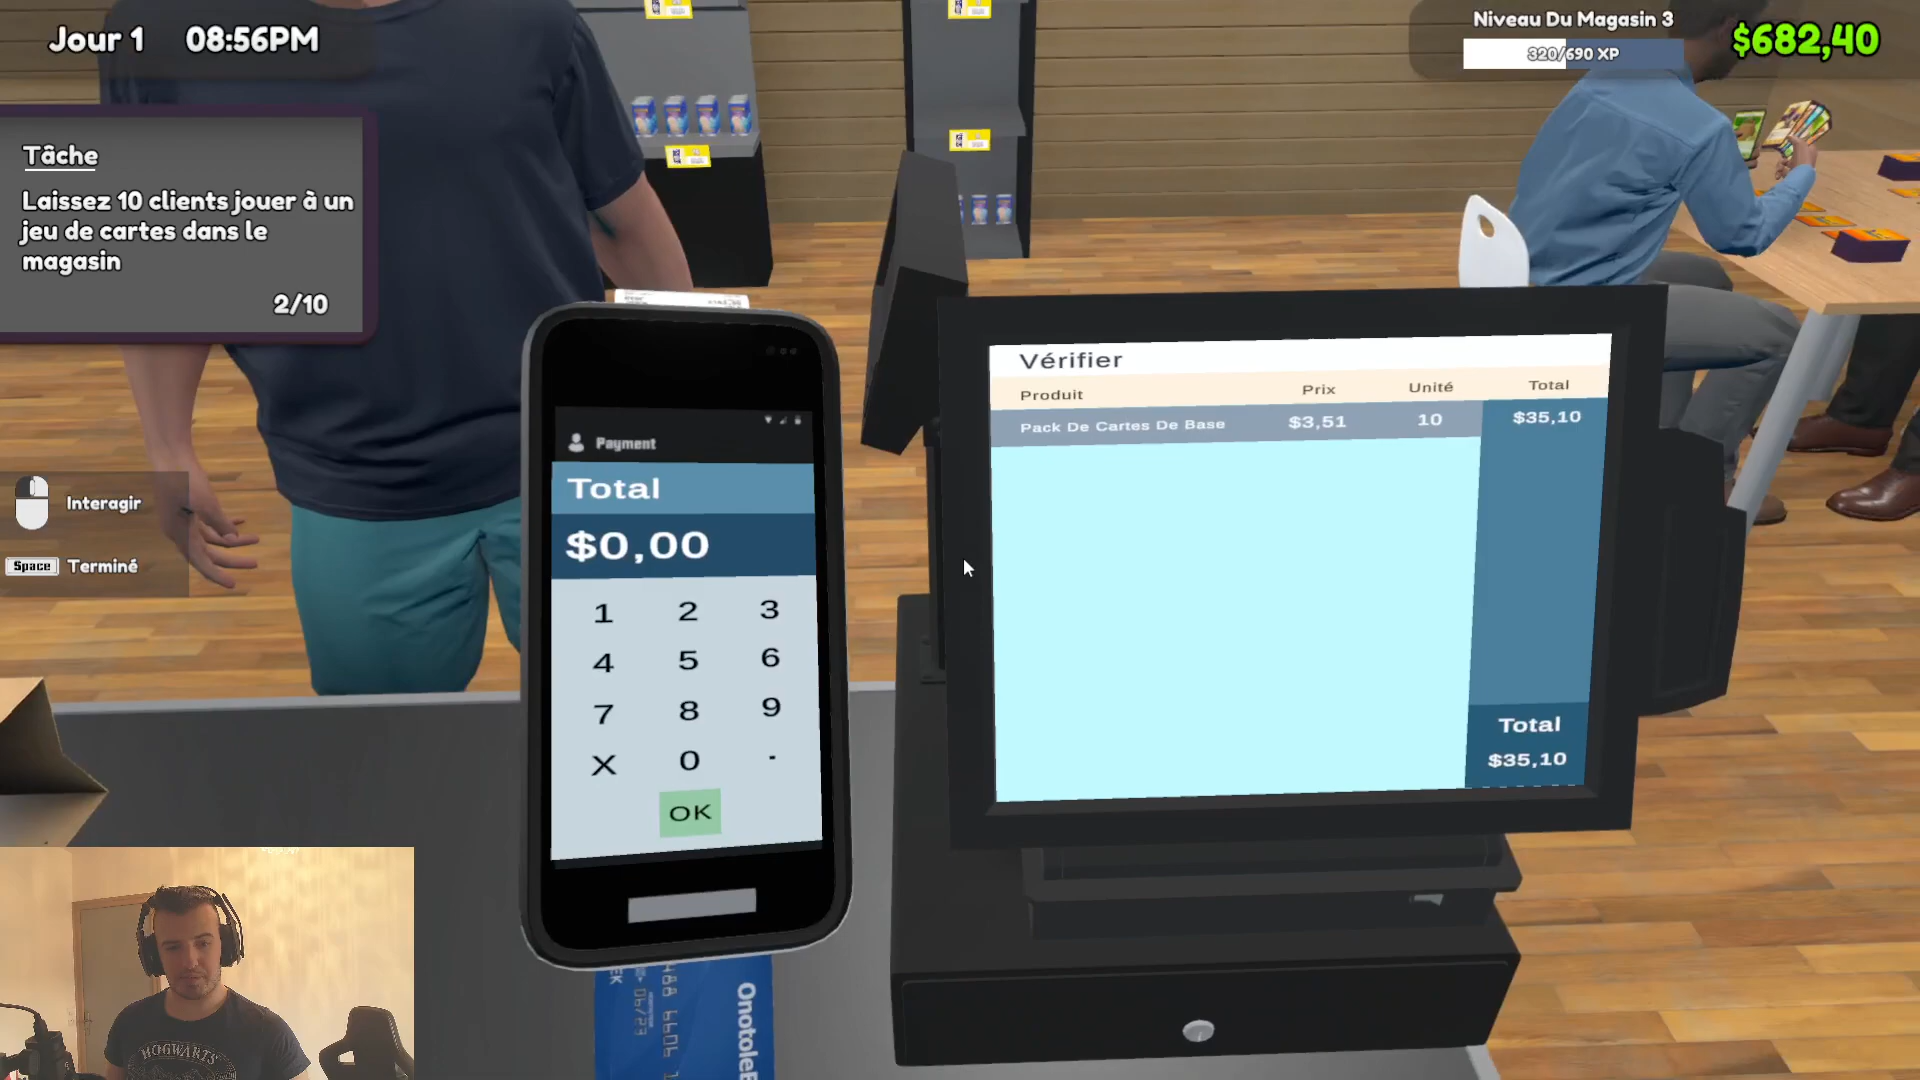 Jour 1 08:56PM
Niveau Du Magasin 3
320/690 XP
$682,40
Tâche
Laissez 10 clients jouer à un
jeu de cartes dans le
magasin
2/10
Interagir
Space Terminé
Payment
Total
$0,00
1 2 3
4 5 6
7 8 9
X 0 .
OK
Vérifier
Produit Prix Unité Total
Pack De Cartes De Base $3,51 10 $35,10
Total
$35,10
HOGWARTS
06/23